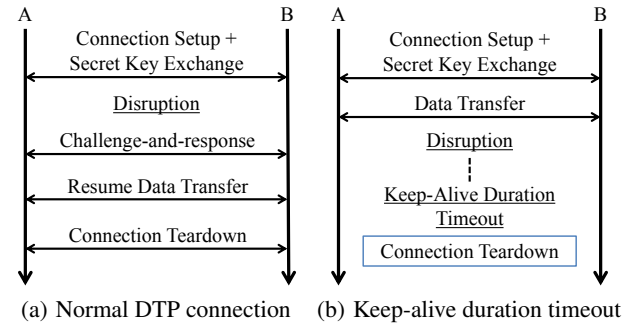 A B
Connection Setup +
Secret Key Exchange
Disruption
Challenge-and-response
Resume Data Transfer
Connection Teardown
(a) Normal DTP connection
A B
Connection Setup +
Secret Key Exchange
Data Transfer
Disruption
Keep-Alive Duration
Timeout
Connection Teardown
(b) Keep-alive duration timeout